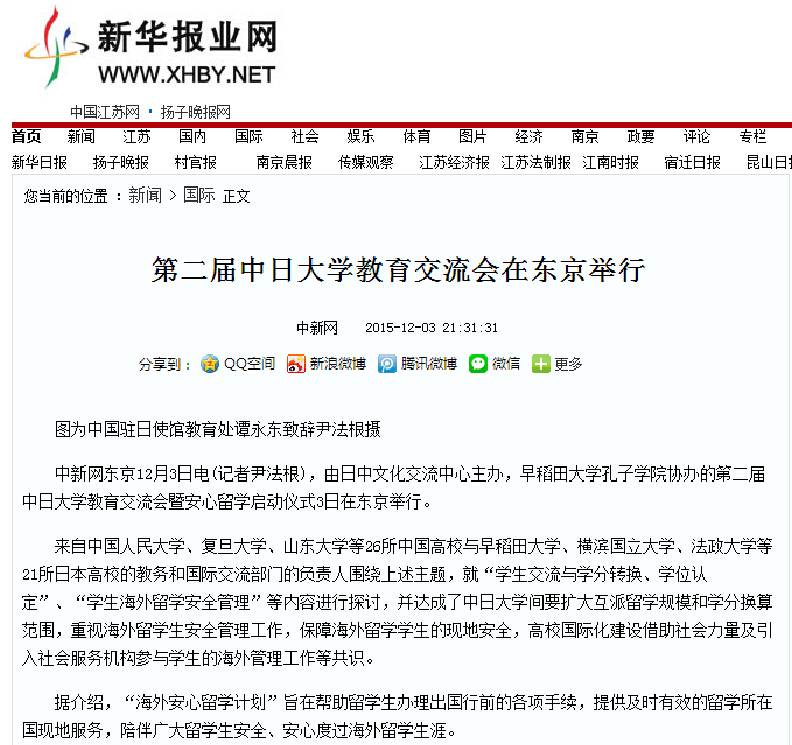 新华报业网
WWW.XHBY.NET
中国江苏网 · 扬子晚报网
首页 新闻 江苏 国内 国际 社会 娱乐 体育 图片 经济 南京 政要 评论 专栏
新华日报 扬子晚报 村官报 南京晨报 传媒观察 江苏经济报 江苏法制报 江南时报 宿迁日报 昆山日报
您当前的位置 ：新闻 > 国际 正文
第二届中日大学教育交流会在东京举行
中新网 2015-12-03 21:31:31
分享到： QQ空间 新浪微博 腾讯微博 微信 更多
图为中国驻日使馆教育处谭永东致辞尹法根摄
中新网东京12月3日电(记者尹法根)，由日中文化交流中心主办，早稻田大学孔子学院协办的第二届
中日大学教育交流会暨安心留学启动仪式3日在东京举行。
来自中国人民大学、复旦大学、山东大学等26所中国高校与早稻田大学、横滨国立大学、法政大学等
21所日本高校的教务和国际交流部门的负责人围绕上述主题，就“学生交流与学分转换、学位认
定”、“学生海外留学安全管理”等内容进行探讨，并达成了中日大学间要扩大互派留学规模和学分换算
范围，重视海外留学生安全管理工作，保障海外留学学生的现地安全，高校国际化建设借助社会力量及引
入社会服务机构参与学生的海外管理工作等共识。
据介绍，“海外安心留学计划”旨在帮助留学生办理出国行前的各项手续，提供及时有效的留学所在
国现地服务，陪伴广大留学生安全、安心度过海外留学生涯。